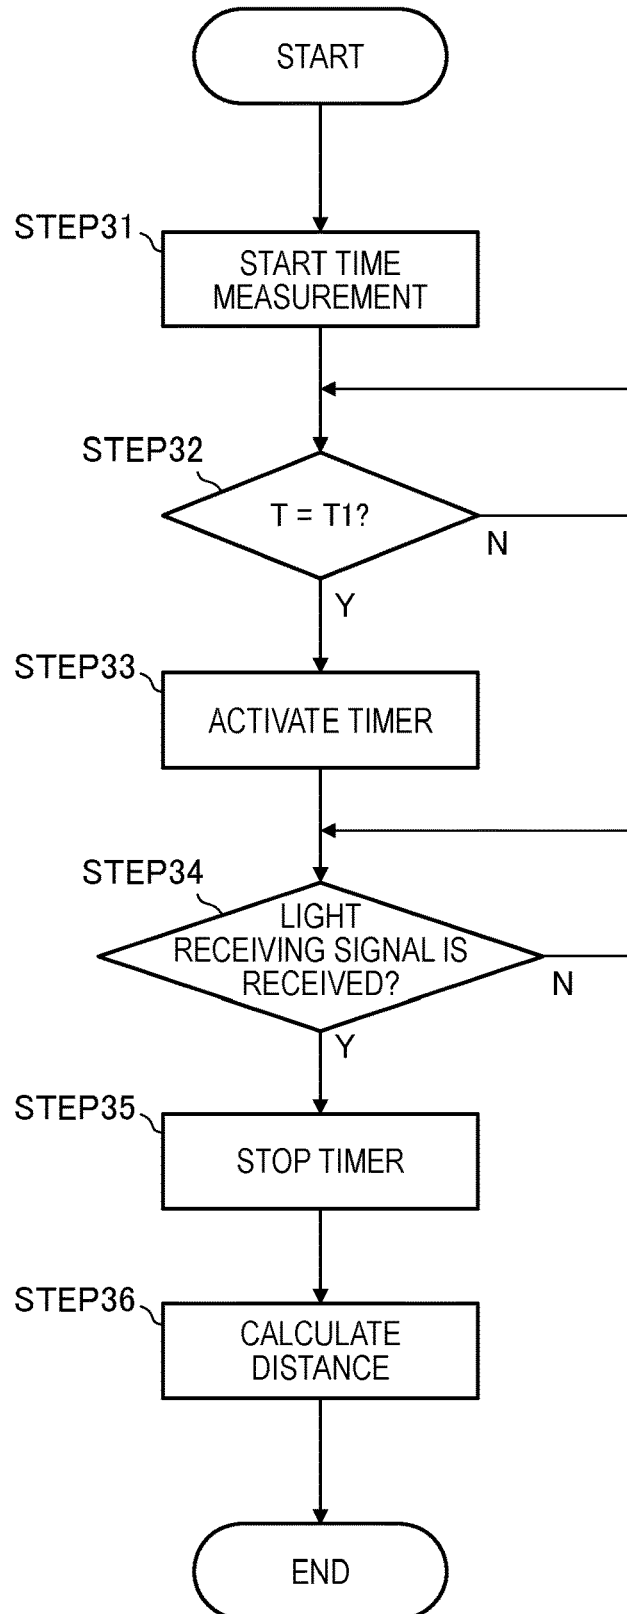 START
STEP31
START TIME
MEASUREMENT
STEP32
T = T1?
N
Y
STEP33
ACTIVATE TIMER
STEP34
LIGHT
RECEIVING SIGNAL IS
RECEIVED?
N
Y
STEP35
STOP TIMER
STEP36
CALCULATE
DISTANCE
END